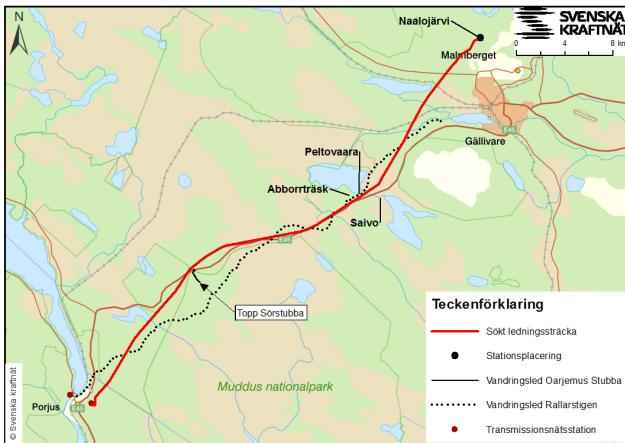 N
SVENSKA
KRAFTNÄT
0 4 8 km
Naalojärvi
Malmberget
E45
Gällivare
Peltovaara
Abborrträsk
Saivo
E45
Topp Sörstubba
Muddus nationalpark
Porjus
E45
© Svenska kraftnät
Teckenförklaring
Sökt ledningssträcka
Stationsplacering
Vandringsled Oarjemus Stubba
Vandringsled Rallarstigen
Transmissionsnätsstation